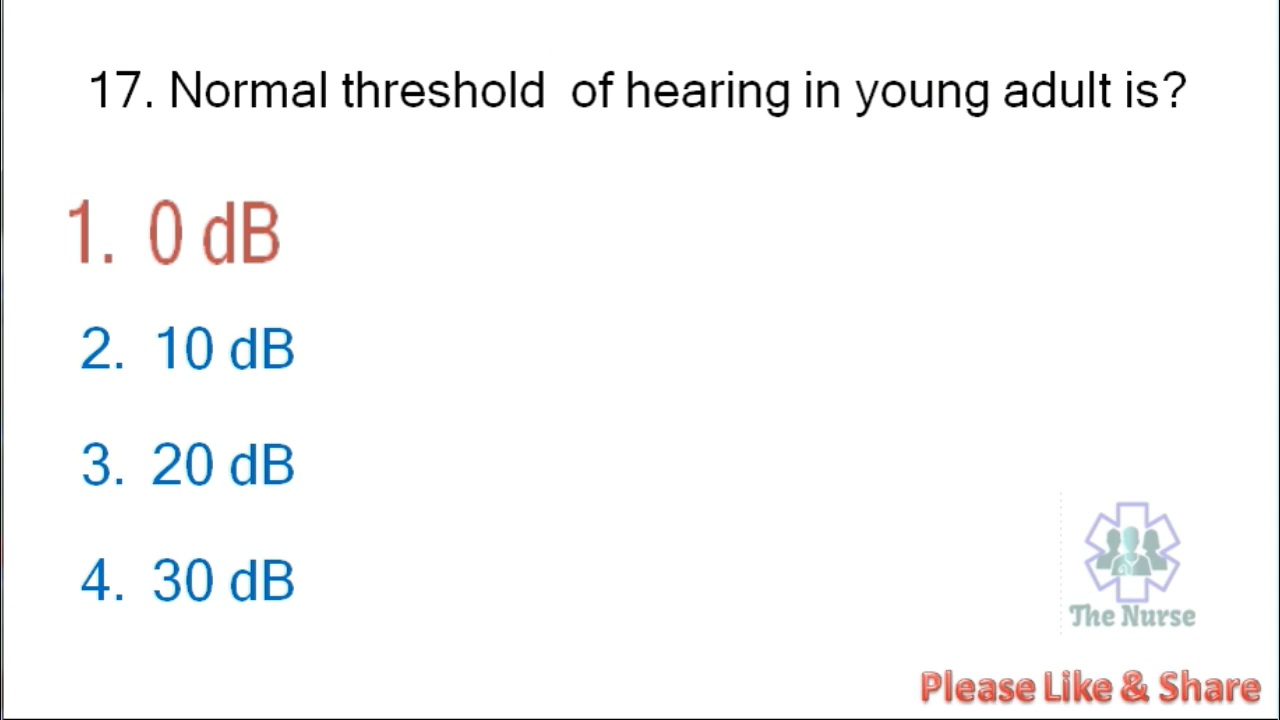 17. Normal threshold of hearing in young adult is?
1. 0 dB
2. 10 dB
3. 20 dB
4. 30 dB
The Nurse
Please Like & Share